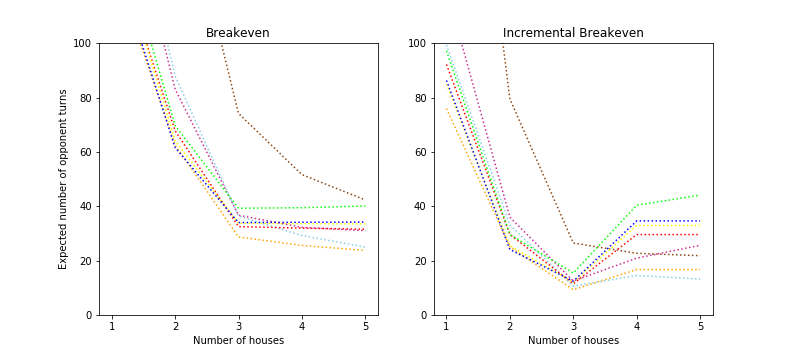 Breakeven
Incremental Breakeven
Expected number of opponent turns
100
80
60
40
20
0
1 2 3 4 5
Number of houses
100
80
60
40
20
0
1 2 3 4 5
Number of houses